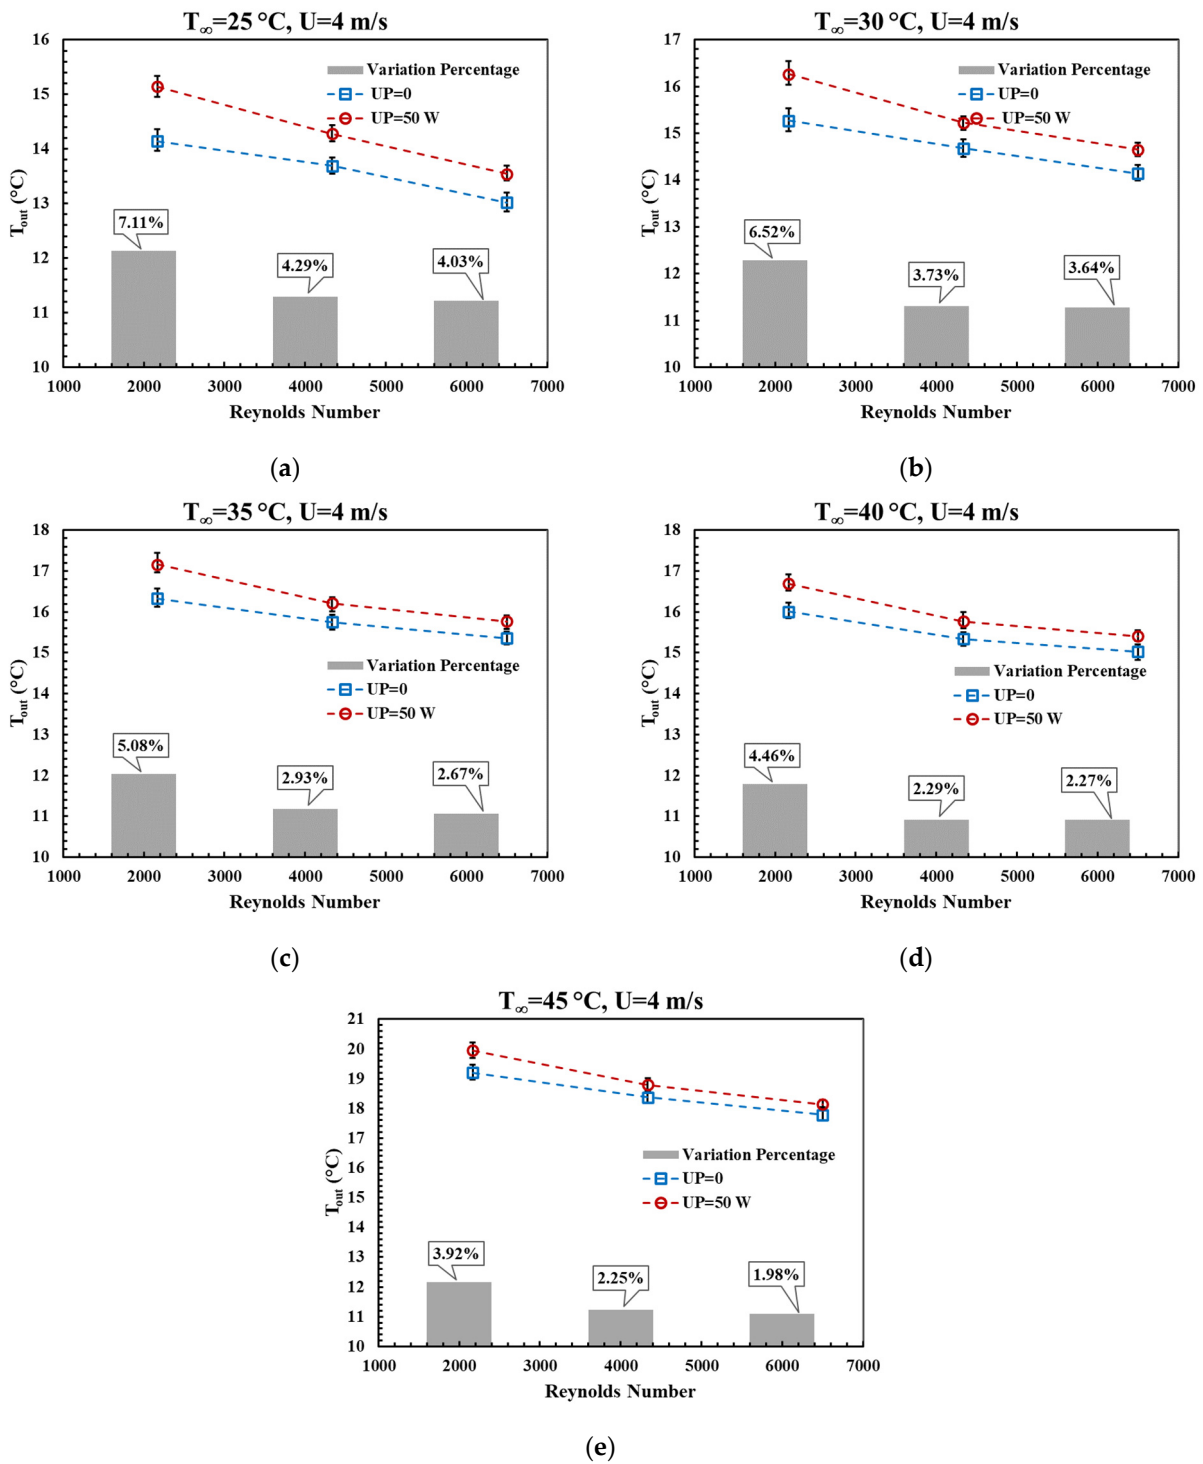 T∞=25 °C, U=4 m/s
16
15
14
13
12
11
10
T_out (°C)
Variation Percentage
UP=0
UP=50 W
7.11%
4.29%
4.03%
1000 2000 3000 4000 5000 6000 7000
Reynolds Number
(a)
T∞=30 °C, U=4 m/s
17
16
15
14
13
12
11
10
T_out (°C)
Variation Percentage
UP=0
UP=50 W
6.52%
3.73%
3.64%
1000 2000 3000 4000 5000 6000 7000
Reynolds Number
(b)
T∞=35 °C, U=4 m/s
18
17
16
15
14
13
12
11
10
T_out (°C)
Variation Percentage
UP=0
UP=50 W
5.08%
2.93%
2.67%
1000 2000 3000 4000 5000 6000 7000
Reynolds Number
(c)
T∞=40 °C, U=4 m/s
18
17
16
15
14
13
12
11
10
T_out (°C)
Variation Percentage
UP=0
UP=50 W
4.46%
2.29%
2.27%
1000 2000 3000 4000 5000 6000 7000
Reynolds Number
(d)
T∞=45 °C, U=4 m/s
21
20
19
18
17
16
15
14
13
12
11
10
T_out (°C)
Variation Percentage
UP=0
UP=50 W
3.92%
2.25%
1.98%
1000 2000 3000 4000 5000 6000 7000
Reynolds Number
(e)